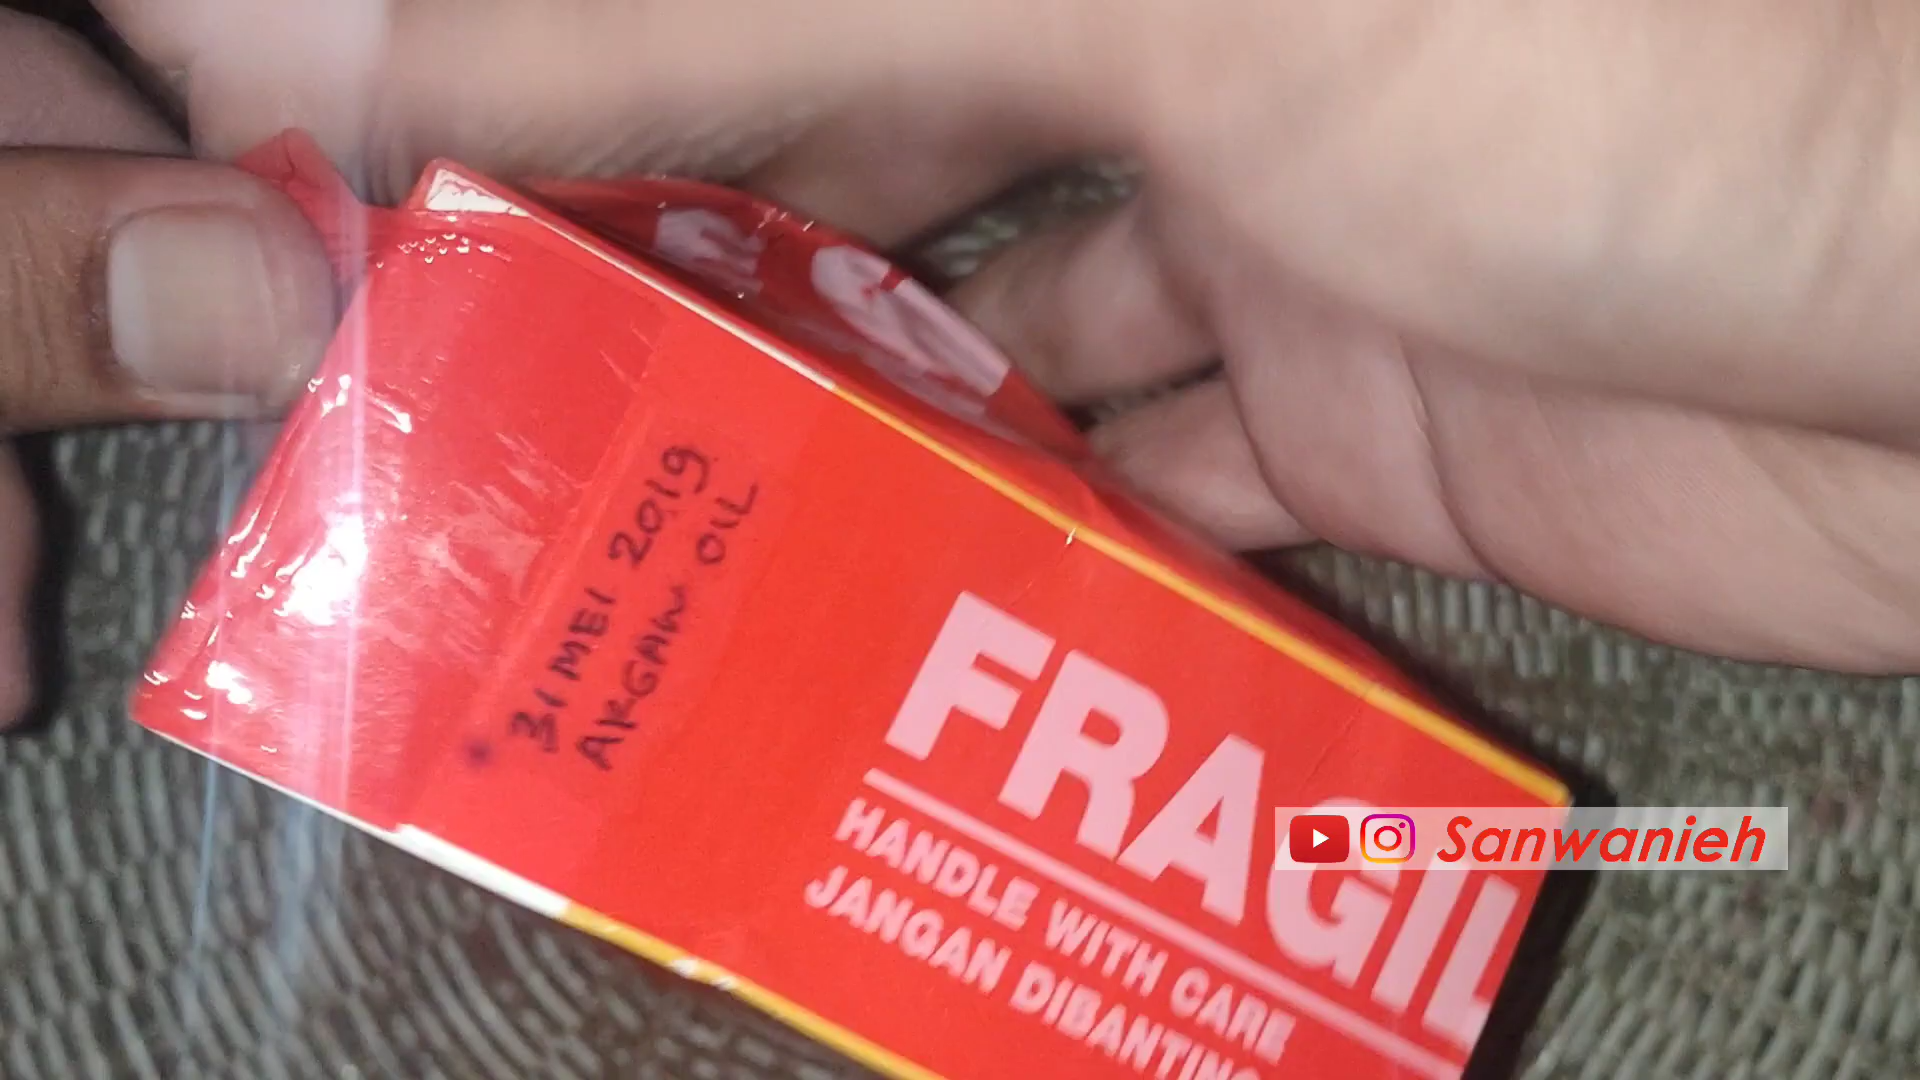 31 MEI 2019
ARGAN OIL
FRAGIL
HANDLE WITH CARE
JANGAN DIBANTING
Sanwanieh